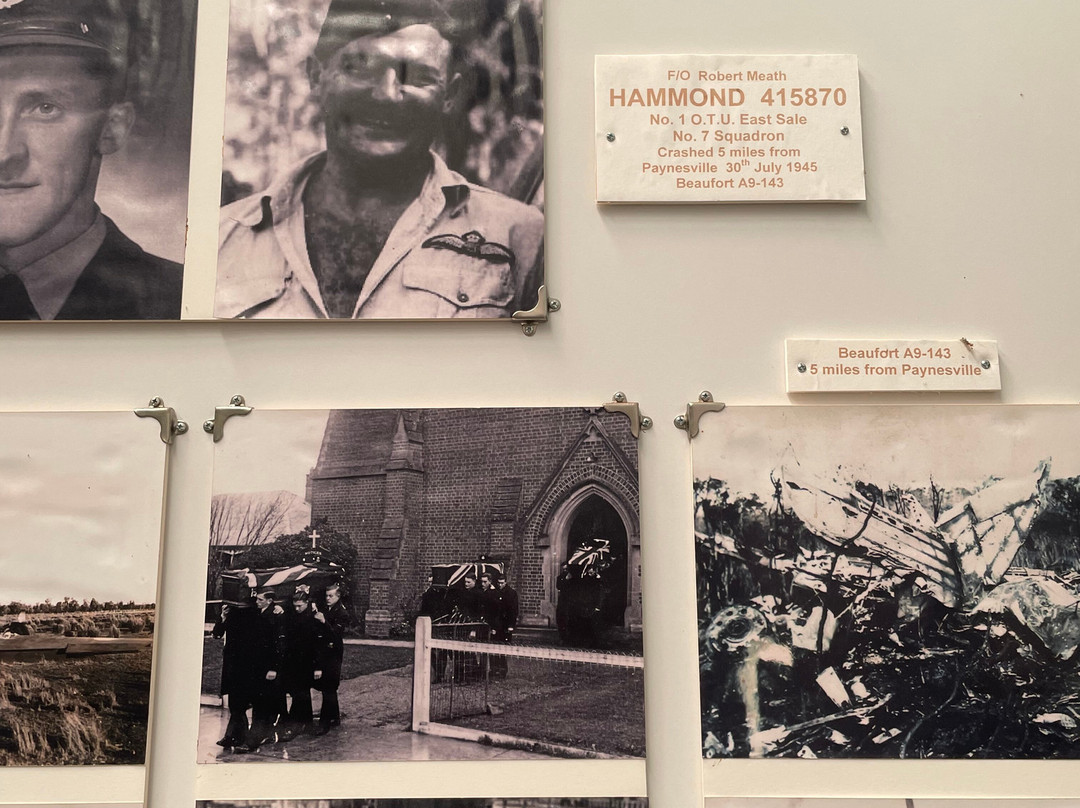 F/O Robert Meath
HAMMOND 415870
No. 1 O.T.U. East Sale
No. 7 Squadron
Crashed 5 miles from
Paynesville 30th July 1945
Beaufort A9-143
Beaufort A9-143
5 miles from Paynesville